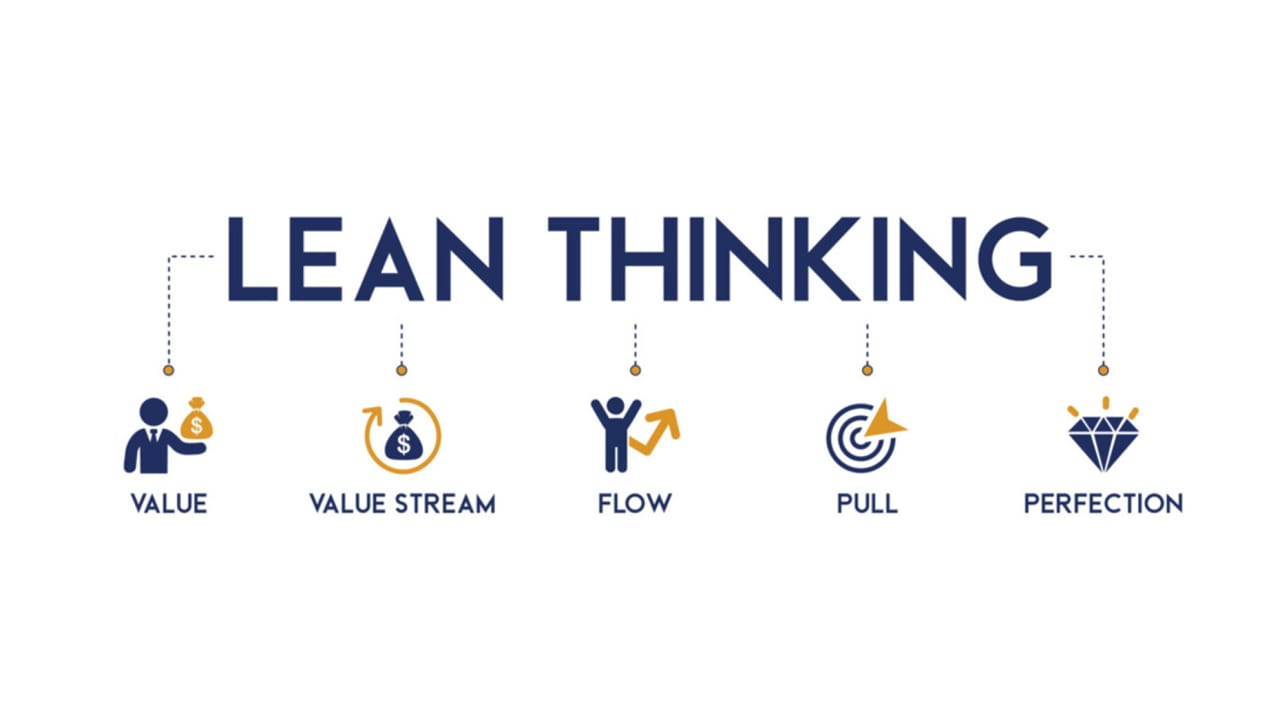 LEAN THINKING
$
$
VALUE
VALUE STREAM
FLOW
PULL
PERFECTION